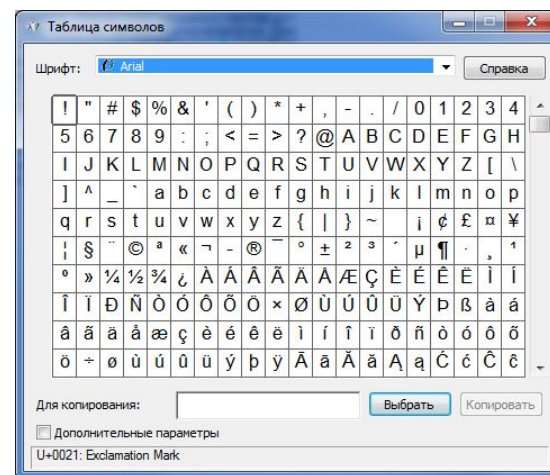 Таблица символов
Шрифт: Arial Справка
! " # $ % & ' ( ) * + , - . / 0 1 2 3 4
5 6 7 8 9 : ; < = > ? @ A B C D E F G H
I J K L M N O P Q R S T U V W X Y Z [ \
] ^ _ ` a b c d e f g h i j k l m n o p
q r s t u v w x y z { | } ~ ¡ ¢ £ ¤ ¥
¦ § ¨ © ª « ¬ - ® ¯ ° ± ² ³ ´ µ ¶ · ¸ ¹
º » ¼ ½ ¾ ¿ À Á Â Ã Ä Å Æ Ç È É Ê Ë Ì Í
Î Ï Ð Ñ Ò Ó Ô Õ Ö × Ø Ù Ú Û Ü Ý Þ ß à á
â ã ä å æ ç è é ê ë ì í î ï ð ñ ò ó ô õ
ö ÷ ø ù ú û ü ý þ ÿ Ā ā Ă ă Ą ą Ć ć Ĉ ĉ
Для копирования: Выбрать Копировать
Дополнительные параметры
U+0021: Exclamation Mark